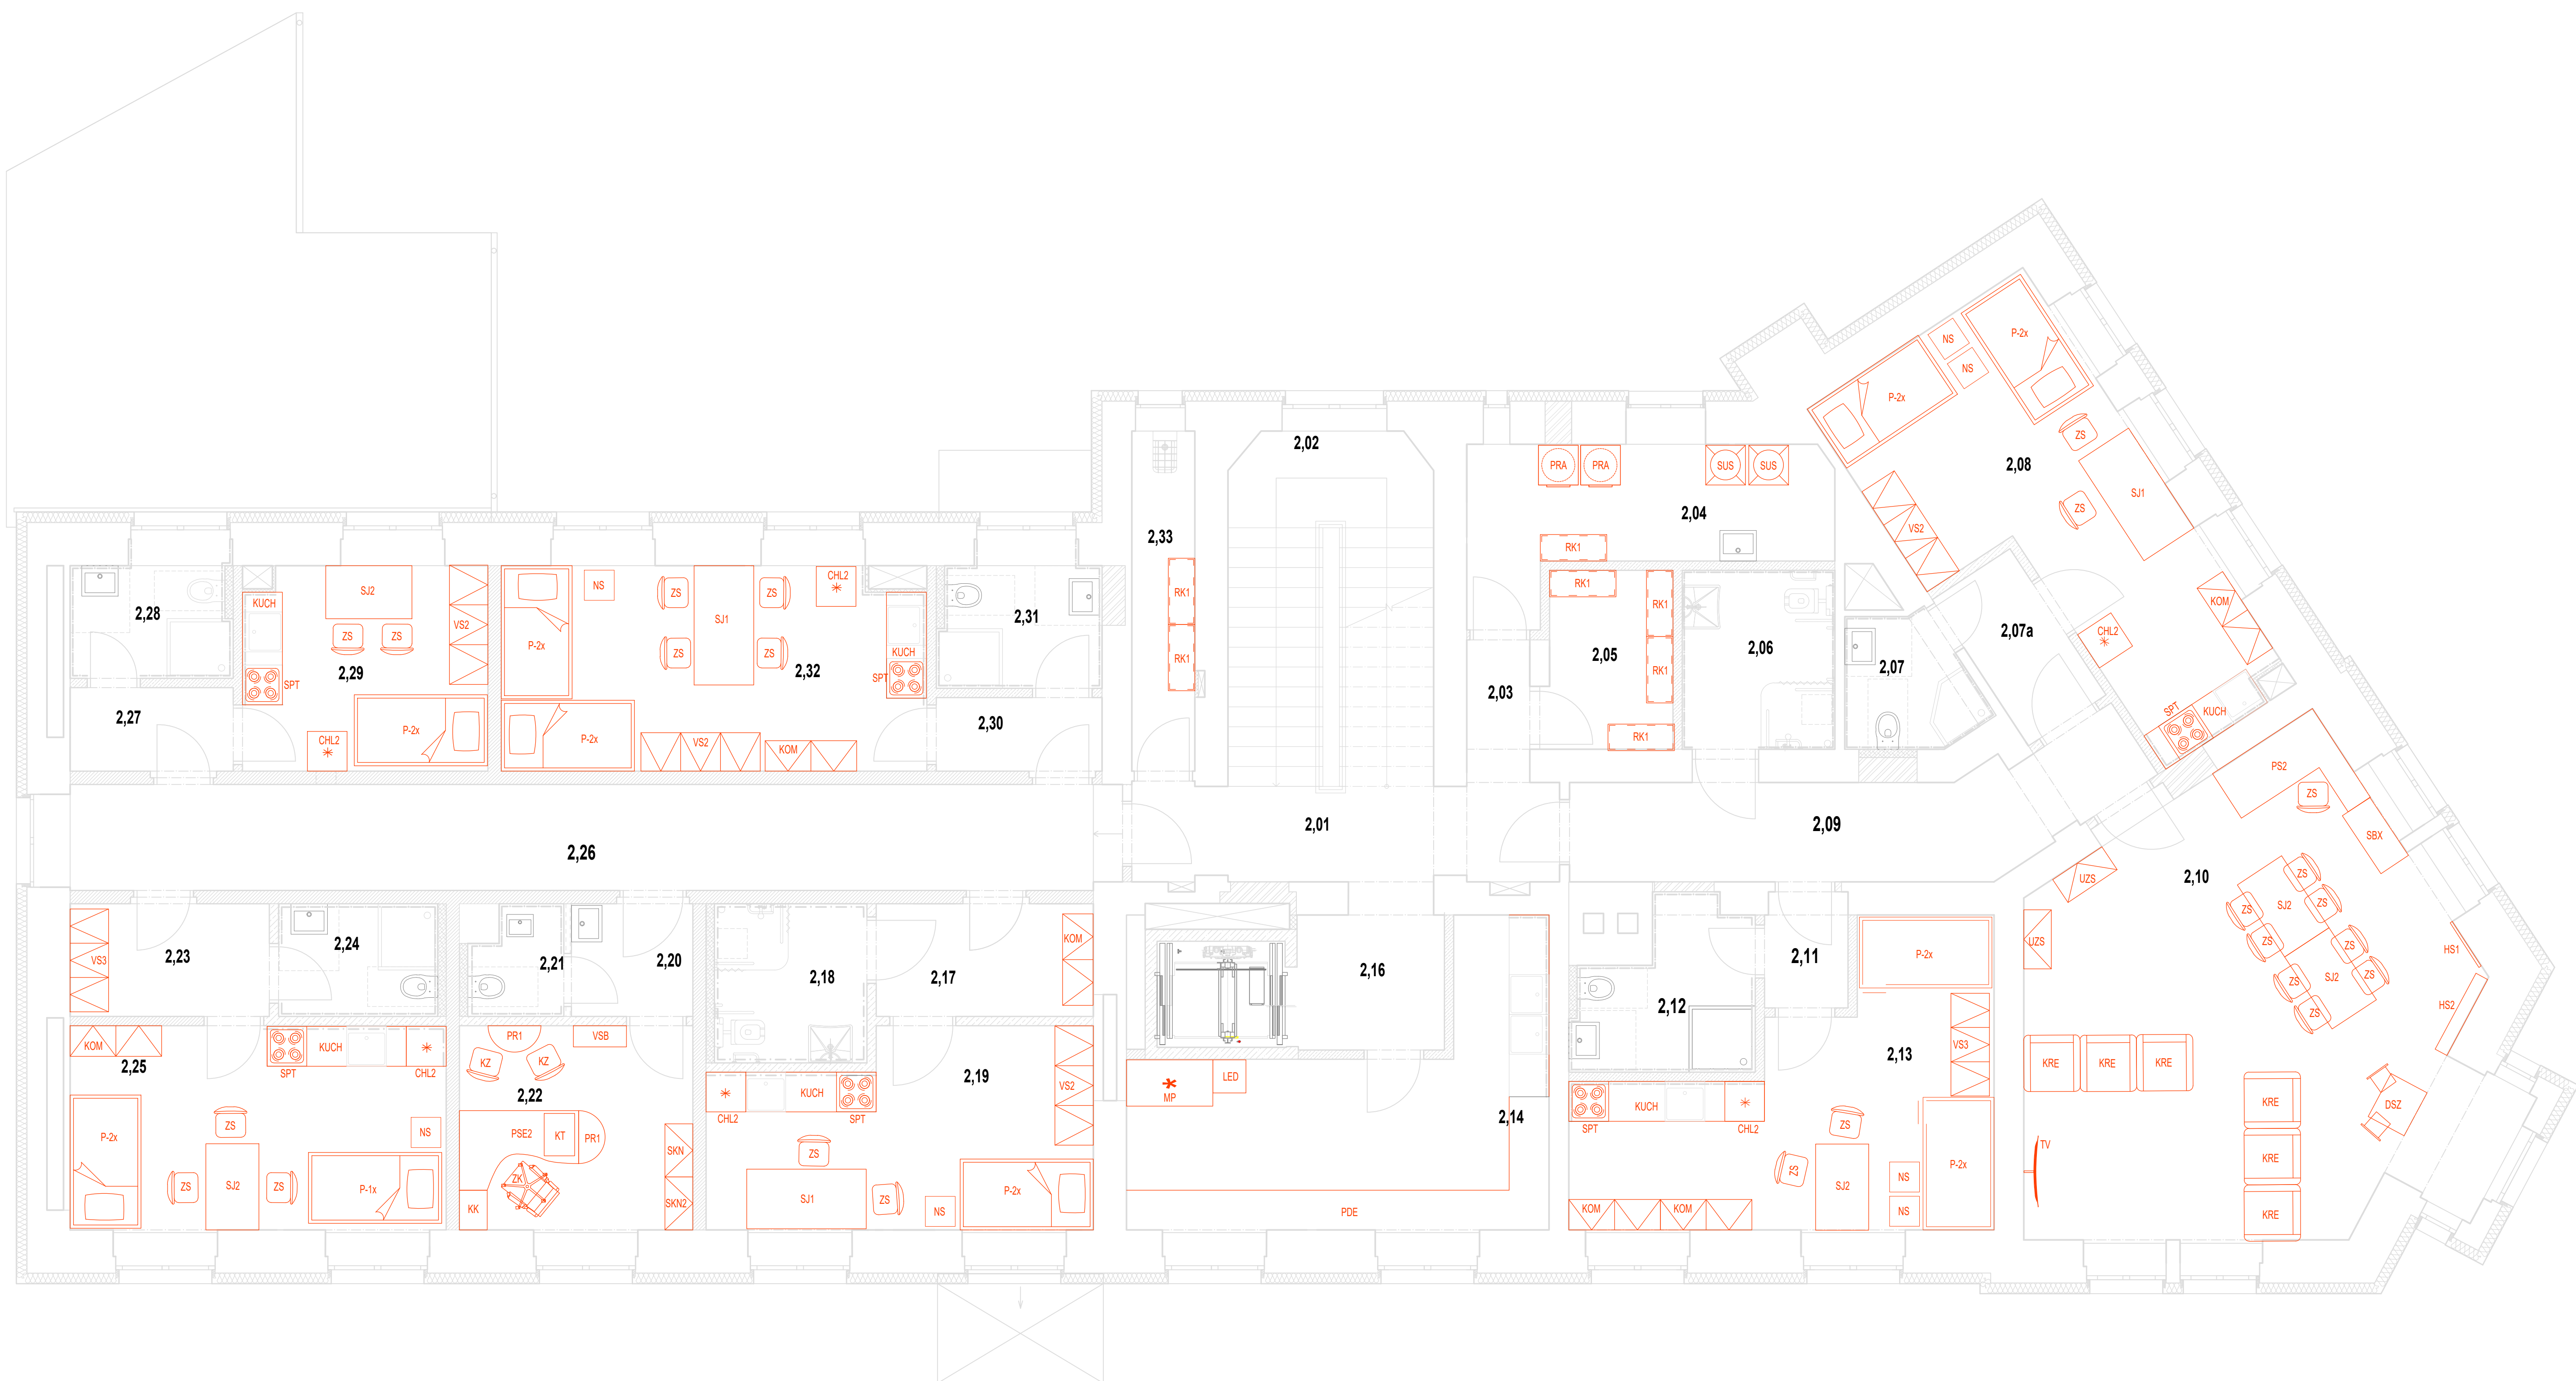 P-2x
NS
NS
P-2x
ZS
SJ1
ZS
VS2
2,08
KOM
CHL2
2,07a
SPT
KUCH
2,02
PRA
PRA
SUS
SUS
2,04
RK1
2,33
RK1
RK1
RK1
RK1
RK1
2,05
RK1
2,06
2,07
2,03
2,28
KUCH
SJ2
VS2
ZS
ZS
2,29
SPT
2,27
CHL2
P-2x
P-2x
NS
ZS
ZS
CHL2
SJ1
ZS
ZS
KUCH
SPT
2,32
P-2x
VS2
KOM
2,31
2,30
2,26
2,01
2,09
PS2
ZS
SBX
2,10
UZS
UZS
ZS
ZS
SJ2
ZS
ZS
ZS
ZS
SJ2
ZS
ZS
HS1
HS2
KRE
KRE
KRE
KRE
KRE
KRE
DSZ
TV
VS3
2,23
2,24
2,21
2,20
2,18
2,17
KOM
2,16
2,11
2,12
P-2x
VS3
2,13
KOM
2,25
SPT
KUCH
CHL2
P-2x
ZS
ZS
SJ2
ZS
NS
P-1x
PR1
VSB
KZ
KZ
2,22
PSE2
KT
PR1
ZK
KK
SKN
SKN2
CHL2
KUCH
SPT
2,19
VS2
ZS
SJ1
ZS
NS
P-2x
MP
LED
2,14
PDE
SPT
KUCH
CHL2
ZS
ZS
SJ2
NS
NS
P-2x
KOM
KOM